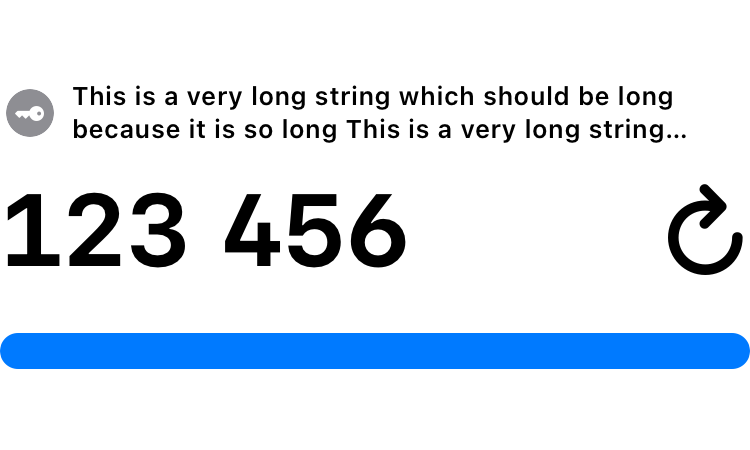 This is a very long string which should be long
because it is so long This is a very long string...
123 456